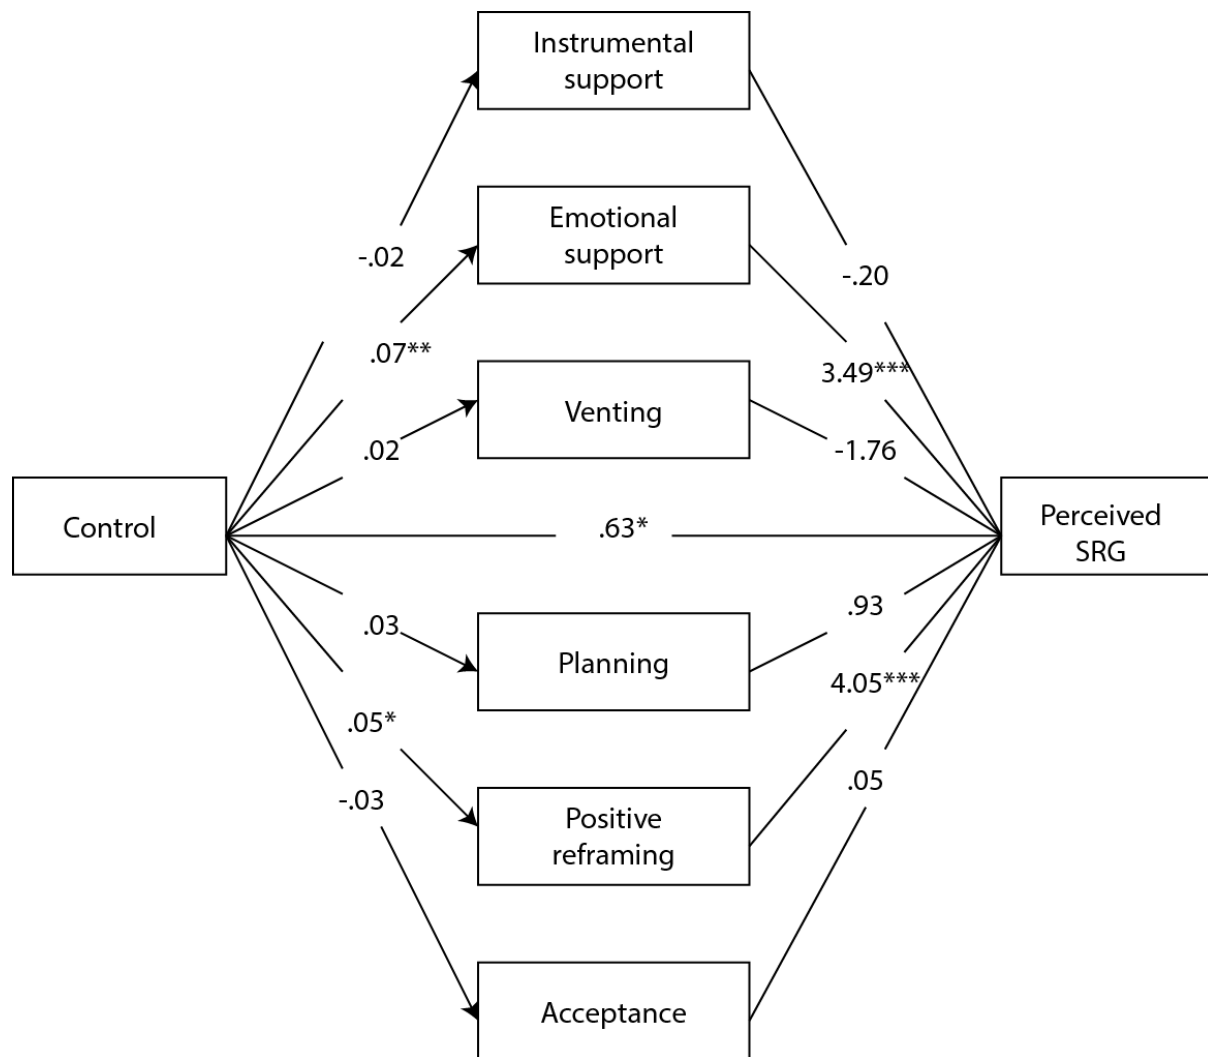 Instrumental
support
Emotional
support
-.02
-.20
.07**
3.49***
Venting
.02
-1.76
Control
.63*
Perceived
SRG
.03
.93
Planning
.05*
4.05***
-.03
.05
Positive
reframing
Acceptance